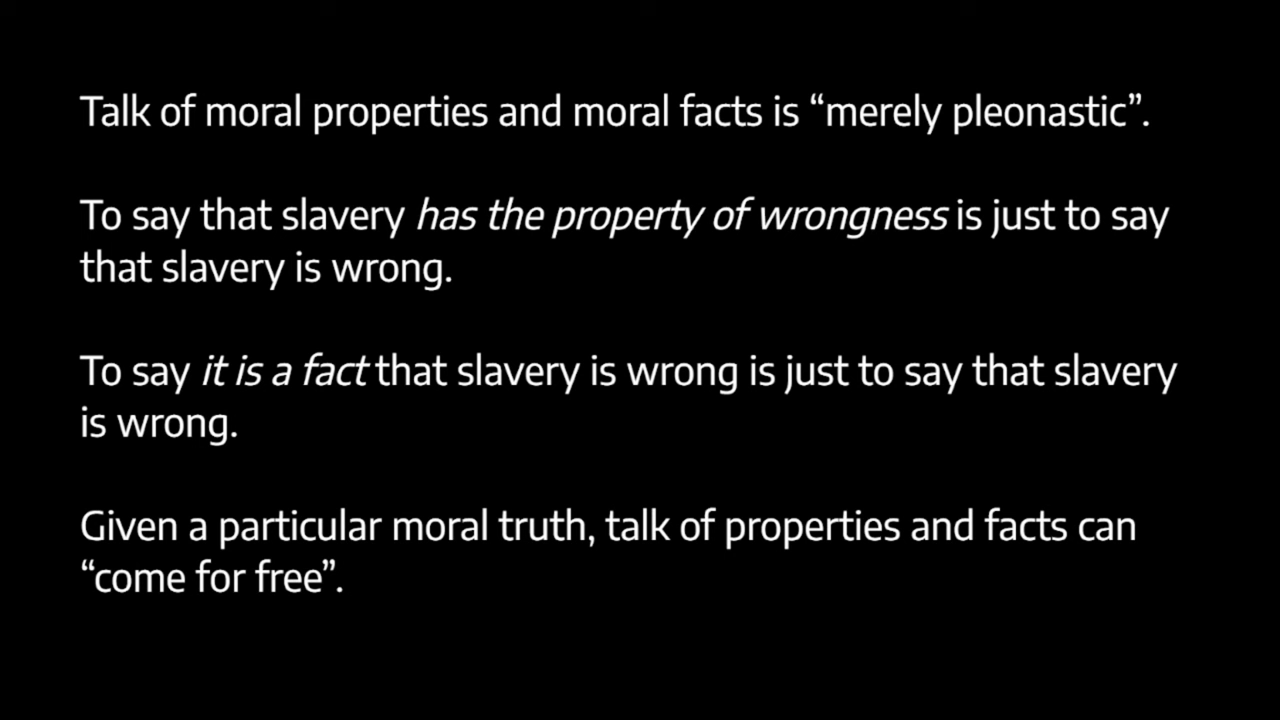 Talk of moral properties and moral facts is “merely pleonastic”.
To say that slavery has the property of wrongness is just to say
that slavery is wrong.
To say it is a fact that slavery is wrong is just to say that slavery
is wrong.
Given a particular moral truth, talk of properties and facts can
“come for free”.